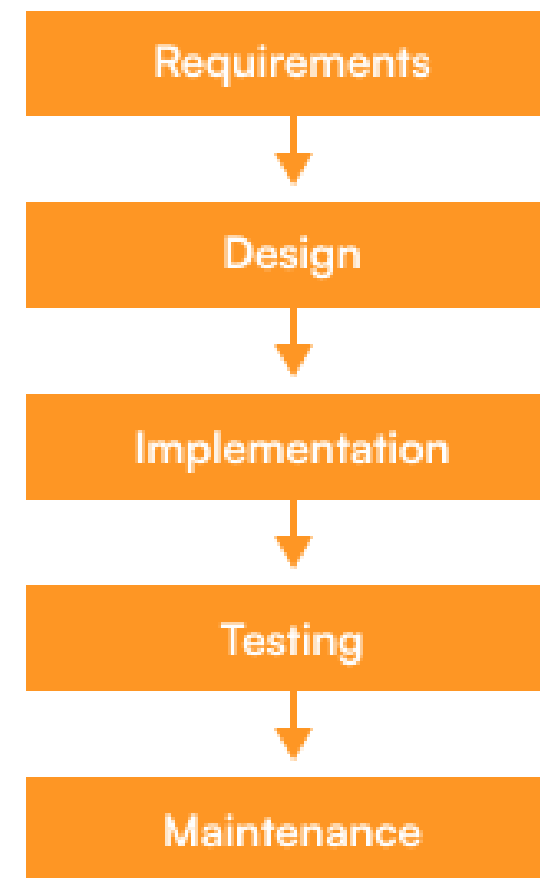 Requirements
Design
Implementation
Testing
Maintenance